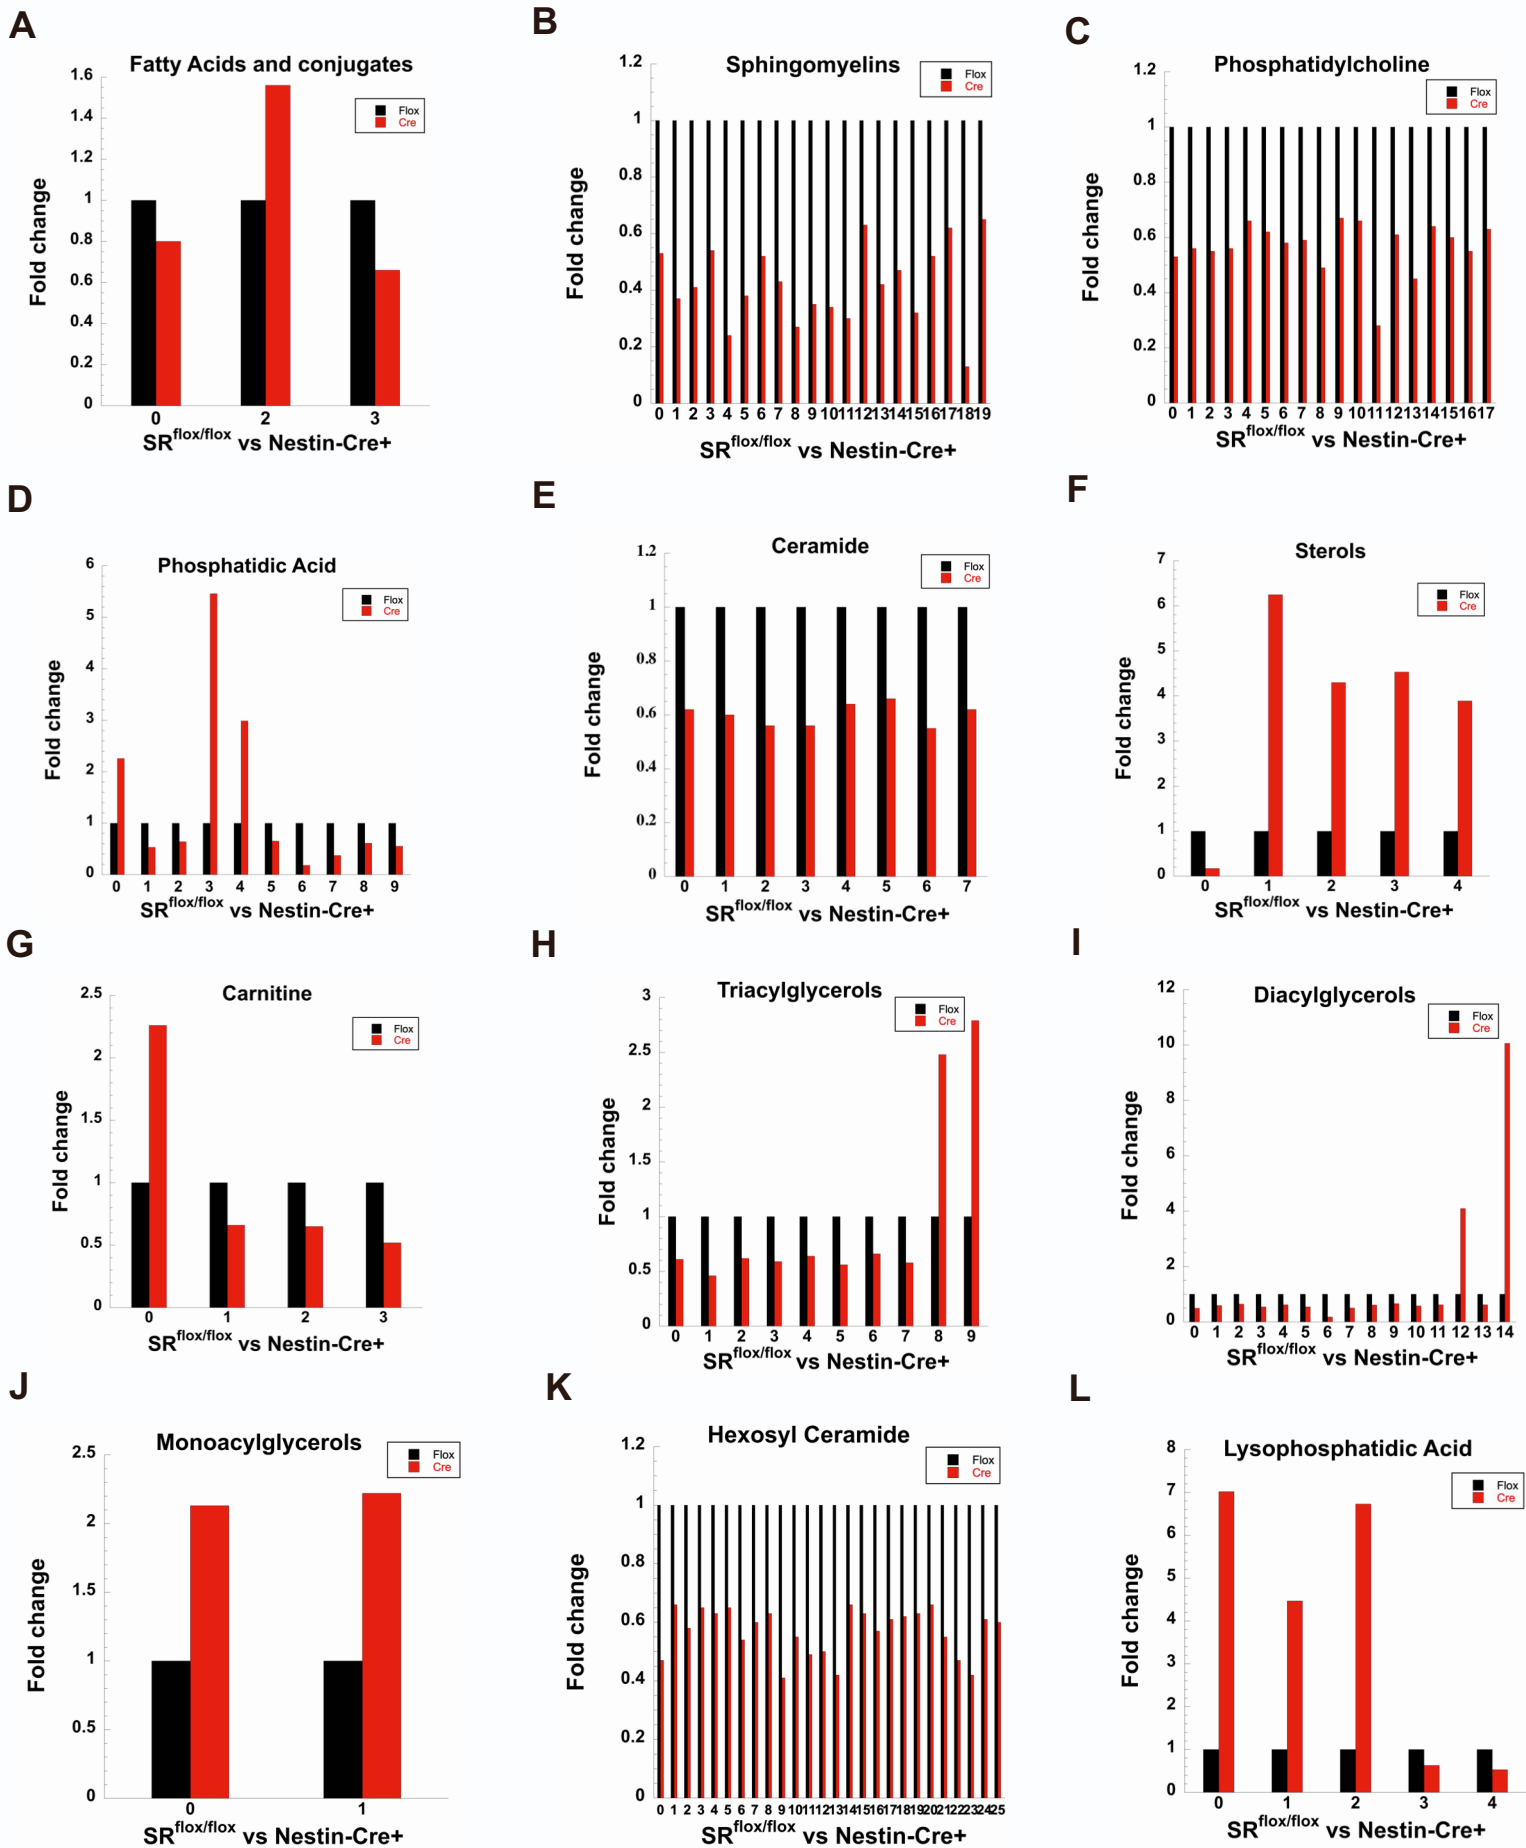 A
Fatty Acids and conjugates
Flox
Cre
Fold change
1.6
1.4
1.2
1
0.8
0.6
0.4
0.2
0
0 2 3
SRflox/flox vs Nestin-Cre+
B
Sphingomyelins
Flox
Cre
Fold change
1.2
1
0.8
0.6
0.4
0.2
0
0 1 2 3 4 5 6 7 8 9 10 11 12 13 14 15 16 17 18 19
SRflox/flox vs Nestin-Cre+
C
Phosphatidylcholine
Flox
Cre
Fold change
1.2
1
0.8
0.6
0.4
0.2
0
0 1 2 3 4 5 6 7 8 9 10 11 12 13 14 15 16 17
SRflox/flox vs Nestin-Cre+
D
Phosphatidic Acid
Flox
Cre
Fold change
6
5
4
3
2
1
0
0 1 2 3 4 5 6 7 8 9
SRflox/flox vs Nestin-Cre+
E
Ceramide
Flox
Cre
Fold change
1.2
1
0.8
0.6
0.4
0.2
0
0 1 2 3 4 5 6 7
SRflox/flox vs Nestin-Cre+
F
Sterols
Flox
Cre
Fold change
7
6
5
4
3
2
1
0
0 1 2 3 4
SRflox/flox vs Nestin-Cre+
G
Carnitine
Flox
Cre
Fold change
2.5
2
1.5
1
0.5
0
0 1 2 3
SRflox/flox vs Nestin-Cre+
H
Triacylglycerols
Flox
Cre
Fold change
3
2.5
2
1.5
1
0.5
0
0 1 2 3 4 5 6 7 8 9
SRflox/flox vs Nestin-Cre+
I
Diacylglycerols
Flox
Cre
Fold change
12
10
8
6
4
2
0
0 1 2 3 4 5 6 7 8 9 10 11 12 13 14
SRflox/flox vs Nestin-Cre+
J
Monoacylglycerols
Flox
Cre
Fold change
2.5
2
1.5
1
0.5
0
0 1
SRflox/flox vs Nestin-Cre+
K
Hexosyl Ceramide
Flox
Cre
Fold change
1.2
1
0.8
0.6
0.4
0.2
0
0 1 2 3 4 5 6 7 8 9 10 11 12 13 14 15 16 17 18 19 20 21 22 23 24 25
SRflox/flox vs Nestin-Cre+
L
Lysophosphatidic Acid
Flox
Cre
Fold change
8
7
6
5
4
3
2
1
0
0 1 2 3 4
SRflox/flox vs Nestin-Cre+